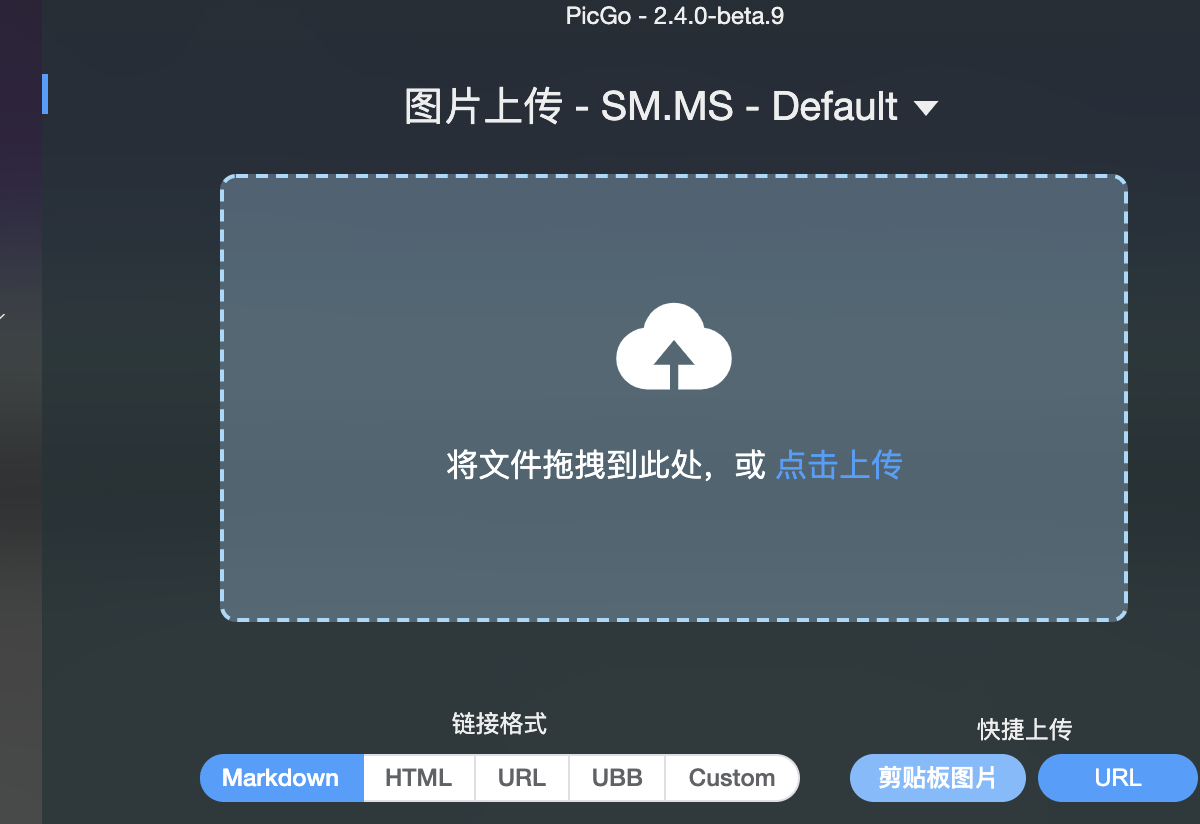 PicGo - 2.4.0-beta.9
图片上传 - SM.MS - Default
将文件拖拽到此处，或 点击上传
链接格式
快捷上传
Markdown HTML URL UBB Custom
剪贴板图片 URL